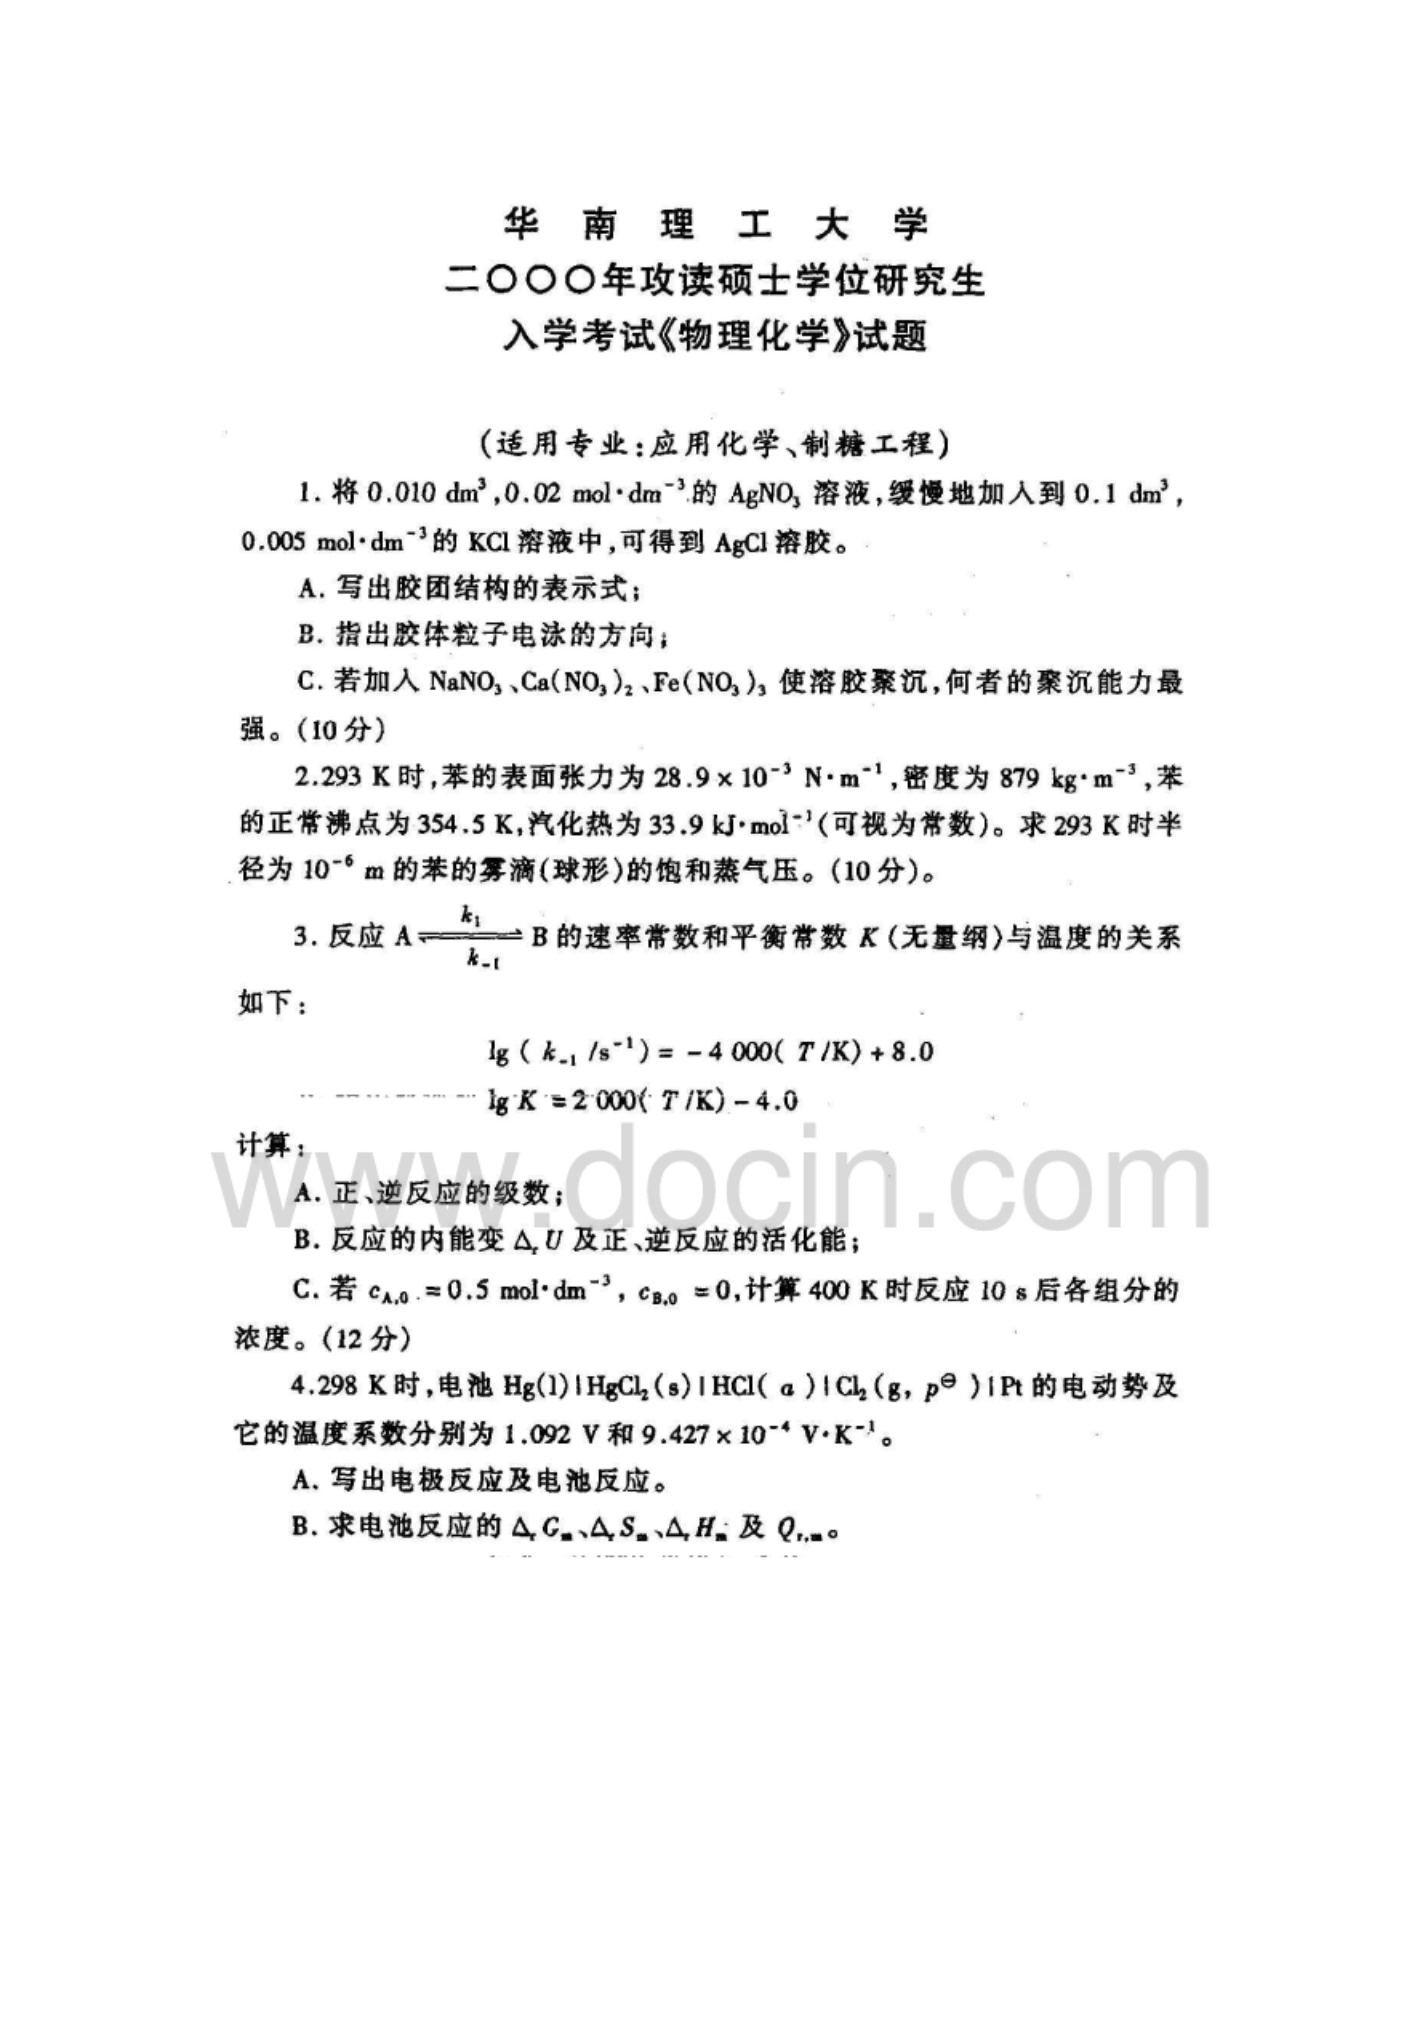 华南理工大学
二〇〇〇年攻读硕士学位研究生
入学考试《物理化学》试题
(适用专业:应用化学、制糖工程)
1. 将 0.010 dm³,0.02 mol·dm⁻³的 AgNO₃ 溶液,缓慢地加入到 0.1 dm³,
0.005 mol·dm⁻³的 KCl 溶液中,可得到 AgCl 溶胶。
A. 写出胶团结构的表示式;
B. 指出胶体粒子电泳的方向;
C. 若加入 NaNO₃、Ca(NO₃)₂、Fe(NO₃)₃ 使溶胶聚沉,何者的聚沉能力最
强。(10 分)
2.293 K 时,苯的表面张力为 28.9×10⁻³ N·m⁻¹,密度为 879 kg·m⁻³,苯
的正常沸点为 354.5 K,汽化热为 33.9 kJ·mol⁻¹(可视为常数)。求 293 K 时半
径为 10⁻⁶ m 的苯的雾滴(球形)的饱和蒸气压。(10 分)。
3. 反应 A ⇌ B 的速率常数和平衡常数 K(无量纲)与温度的关系
k₁
k₋₁
如下:
lg ( k₋₁ /s⁻¹) = - 4 000( T /K) + 8.0
lg K = 2 000( T /K) - 4.0
计算:
A. 正、逆反应的级数;
B. 反应的内能变 ΔᵣU 及正、逆反应的活化能;
C. 若 c_A,0 = 0.5 mol·dm⁻³, c_B,0 = 0,计算 400 K 时反应 10 s 后各组分的
浓度。(12 分)
4.298 K 时,电池 Hg(l)|HgCl₂(s)|HCl( a )|Cl₂(g, p⊖ )|Pt 的电动势及
它的温度系数分别为 1.092 V 和 9.427×10⁻⁴ V·K⁻¹。
A. 写出电极反应及电池反应。
B. 求电池反应的 ΔᵣGₘ、ΔᵣSₘ、ΔᵣHₘ 及 Qᵣ,ₘ。
www.docin.com